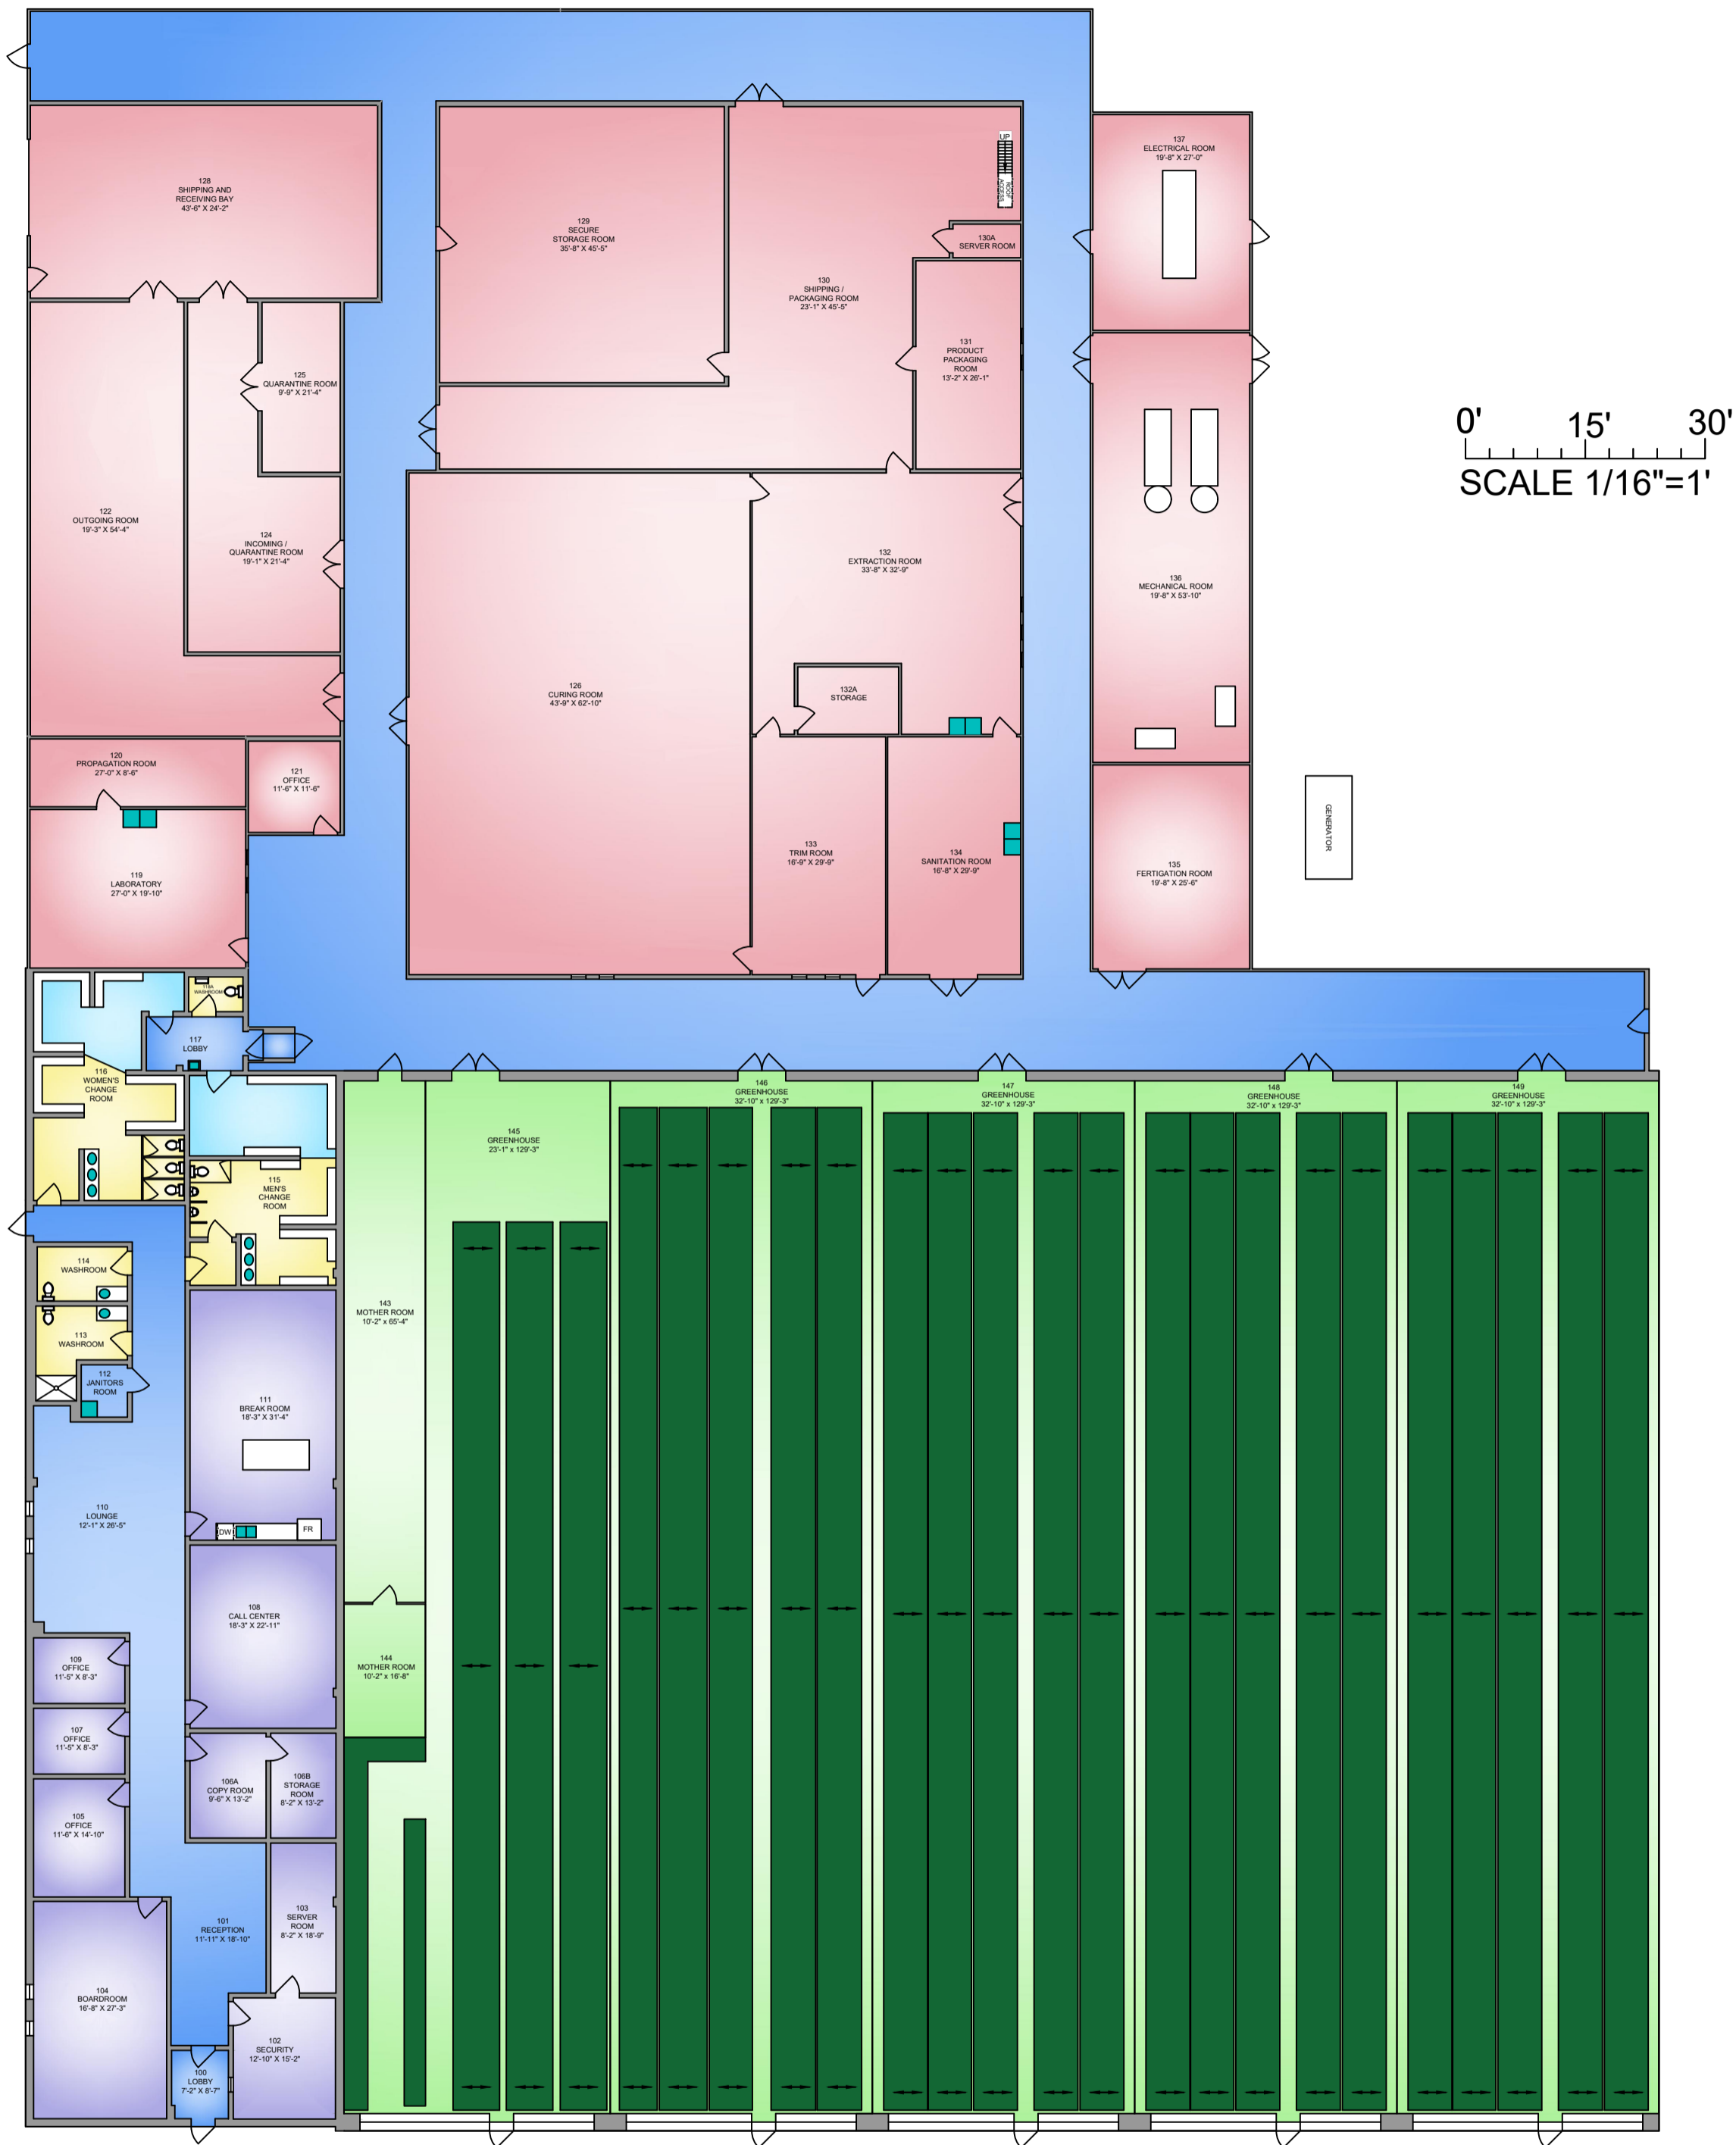 137
ELECTRICAL ROOM
19'-8" X 27'-0"
UP
ROOF
ACCESS
128
SHIPPING AND
RECEIVING BAY
43'-6" X 24'-2"
129
SECURE
STORAGE ROOM
35'-8" X 45'-5"
130A
SERVER ROOM
130
SHIPPING /
PACKAGING ROOM
23'-1" X 45'-5"
131
PRODUCT
PACKAGING
ROOM
13'-2" X 26'-1"
125
QUARANTINE ROOM
9'-9" X 21'-4"
0' 15' 30'
SCALE 1/16"=1'
122
OUTGOING ROOM
19'-3" X 54'-4"
124
INCOMING /
QUARANTINE ROOM
19'-1" X 21'-4"
132
EXTRACTION ROOM
33'-8" X 32'-9"
136
MECHANICAL ROOM
19'-8" X 53'-10"
126
CURING ROOM
43'-9" X 62'-10"
132A
STORAGE
120
PROPAGATION ROOM
27'-0" X 8'-6"
121
OFFICE
11'-6" X 11'-6"
GENERATOR
119
LABORATORY
27'-0" X 19'-10"
133
TRIM ROOM
16'-9" X 29'-9"
134
SANITATION ROOM
16'-8" X 29'-9"
135
FERTIGATION ROOM
19'-8" X 25'-6"
WASHROOM
117
LOBBY
116
WOMEN'S
CHANGE
ROOM
146
GREENHOUSE
32'-10" x 129'-3"
147
GREENHOUSE
32'-10" x 129'-3"
148
GREENHOUSE
32'-10" x 129'-3"
149
GREENHOUSE
32'-10" x 129'-3"
145
GREENHOUSE
23'-1" x 129'-3"
115
MEN'S
CHANGE
ROOM
114
WASHROOM
143
MOTHER ROOM
10'-2" x 65'-4"
113
WASHROOM
112
JANITORS
ROOM
111
BREAK ROOM
18'-3" X 31'-4"
110
LOUNGE
12'-1" X 26'-5"
DW
FR
108
CALL CENTER
18'-3" X 22'-11"
109
OFFICE
11'-5" X 8'-3"
144
MOTHER ROOM
10'-2" x 16'-8"
107
OFFICE
11'-5" X 8'-3"
106A
COPY ROOM
9'-6" X 13'-2"
106B
STORAGE
ROOM
8'-2" X 13'-2"
105
OFFICE
11'-6" X 14'-10"
101
RECEPTION
11'-11" X 18'-10"
103
SERVER
ROOM
8'-2" X 18'-9"
104
BOARDROOM
16'-8" X 27'-3"
102
SECURITY
12'-10" X 15'-2"
100
LOBBY
7'-2" X 8'-7"